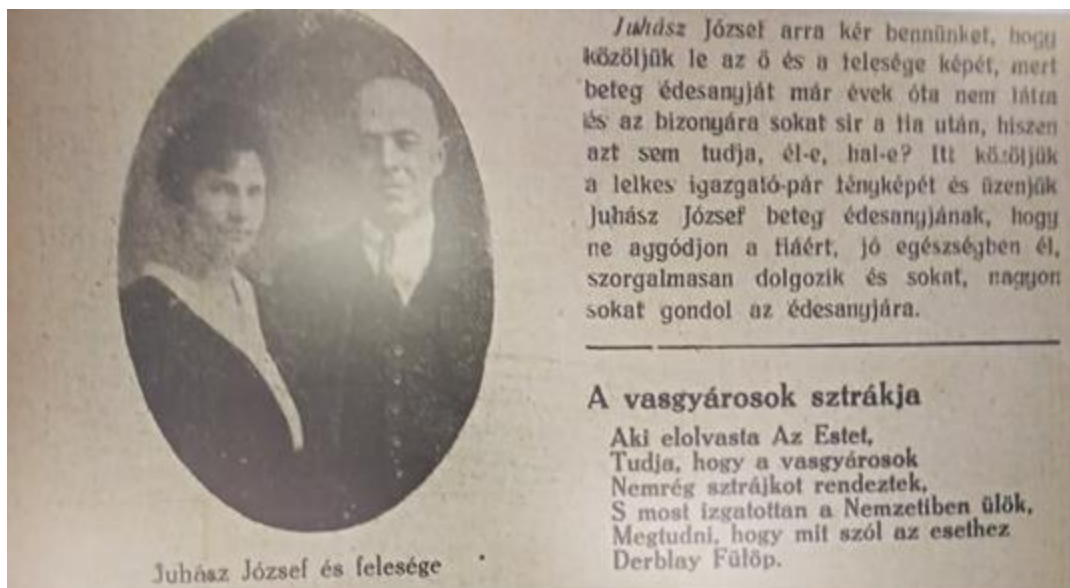 Juhász József arra kér bennünket, hogy
közöljük le az ő és a felesége képét, mert
beteg édesanyját már évek óta nem látta
és az bizonyára sokat sir a fia után, hiszen
azt sem tudja, él-e, hal-e? Itt közöljük
a lelkes igazgató-pár fényképét és üzenjük
Juhász József beteg édesanyjának, hogy
ne aggódjon a fiáért, jó egészségben él,
szorgalmasan dolgozik és sokat, nagyon
sokat gondol az édesanyjára.
A vasgyárosok sztrákja
Aki elolvasta Az Estet,
Tudja, hogy a vasgyárosok
Nemrég sztrájkot rendeztek,
S most izgatottan a Nemzetiben ülök,
Megtudni, hogy mit szól az esethez
Derblay Fülöp.
Juhász József és felesége